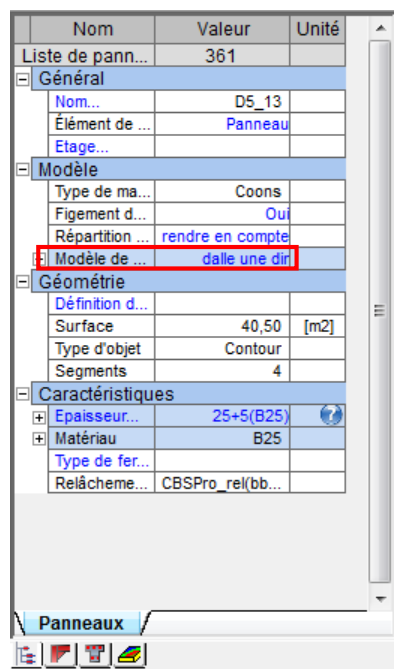 Nom Valeur Unité
Liste de pann... 361
Général
Nom... D5_13
Élément de ... Panneau
Etage...
Modèle
Type de ma... Coons
Figement d... Oui
Répartition ... rendre en compte
Modèle de ... dalle une dir
Géométrie
Définition d...
Surface 40,50 [m2]
Type d'objet Contour
Segments 4
Caractéristiques
Epaisseur... 25+5(B25)
Matériau B25
Type de fer...
Relâcheme... CBSPro_rel(bb...
Panneaux